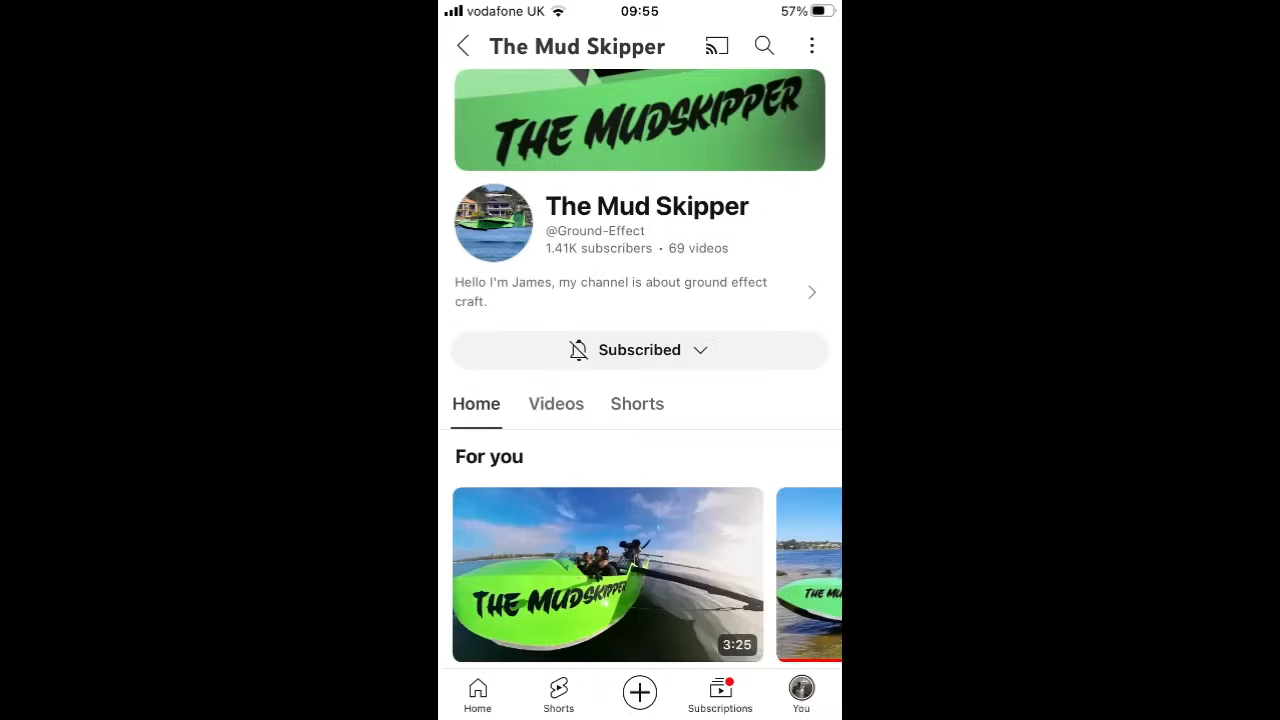 vodafone UK 09:55 57%
The Mud Skipper
THE MUDSKIPPER
The Mud Skipper
@Ground-Effect
1.41K subscribers • 69 videos
Hello I'm James, my channel is about ground effect
craft.
Subscribed
Home Videos Shorts
For you
THE MUDSKIPPER
THE MU
3:25
Home Shorts Subscriptions You